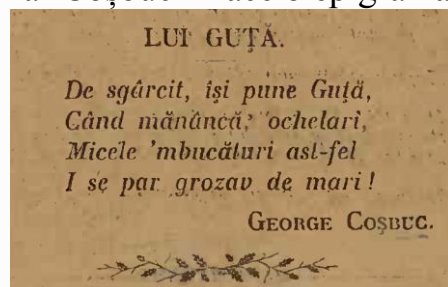 LUI GUȚĂ.
De sgârcit, iși pune Guță,
Când mănâncă, ochelari,
Micele 'mbucături ast-fel
I se par grozav de mari!
GEORGE COȘBUC.